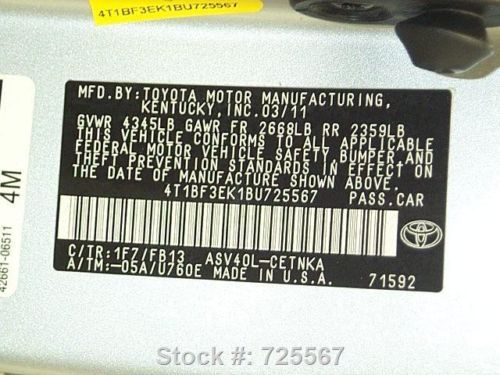 4T1BF3EK1BU725567
MFD.BY:TOYOTA MOTOR MANUFACTURING,
KENTUCKY, INC.03/11
GVWR 4345LB GAWR FR 2668LB RR 2359LB
THIS VEHICLE CONFORMS TO ALL APPLICABLE
FEDERAL MOTOR VEHICLE SAFETY, BUMPER,
AND THEFT PREVENTION STANDARDS IN EFFECT
ON THE DATE OF MANUFACTURE SHOWN ABOVE.
4T1BF3EK1BU725567 PASS.CAR
C/TR:1F7/FB13 ASV40L-CETNKA
A/TM:-05A/U760E MADE IN U.S.A.
71592
42661-06511
4M
Stock #: 725567